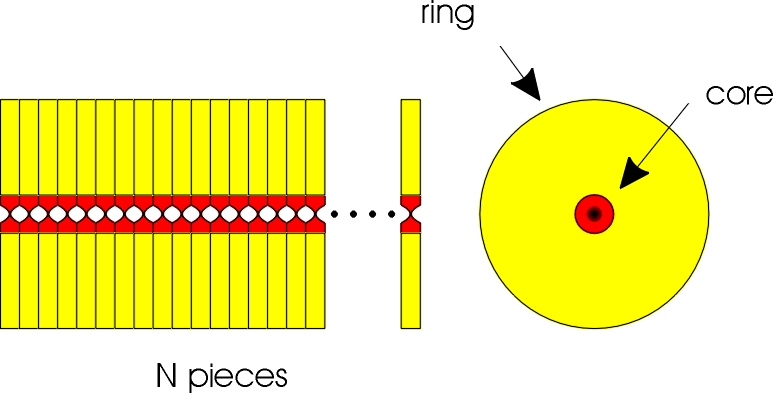 ring
core
N pieces